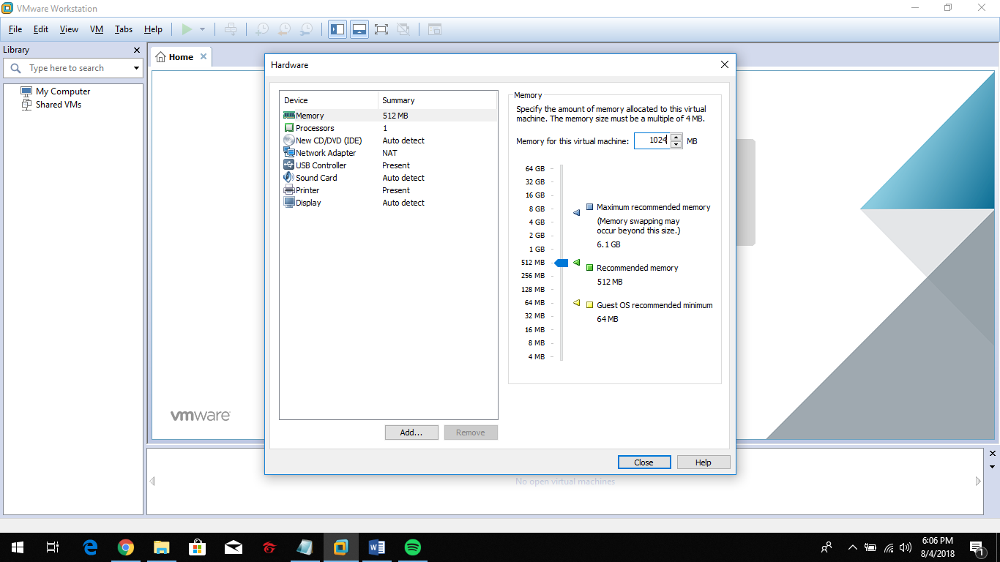 VMware Workstation
File Edit View VM Tabs Help
Library
Type here to search
My Computer
Shared VMs
Home
Hardware
Device Summary
Memory 512 MB
Processors 1
New CD/DVD (IDE) Auto detect
Network Adapter NAT
USB Controller Present
Sound Card Auto detect
Printer Present
Display Auto detect
Add...
Remove
Memory
Specify the amount of memory allocated to this virtual
machine. The memory size must be a multiple of 4 MB.
Memory for this virtual machine: 1024 MB
64 GB
32 GB
16 GB
8 GB
4 GB
2 GB
1 GB
512 MB
256 MB
128 MB
64 MB
32 MB
16 MB
8 MB
4 MB
Maximum recommended memory
(Memory swapping may
occur beyond this size.)
6.1 GB
Recommended memory
512 MB
Guest OS recommended minimum
64 MB
Close
Help
vmware
No open virtual machines
6:06 PM
8/4/2018
1